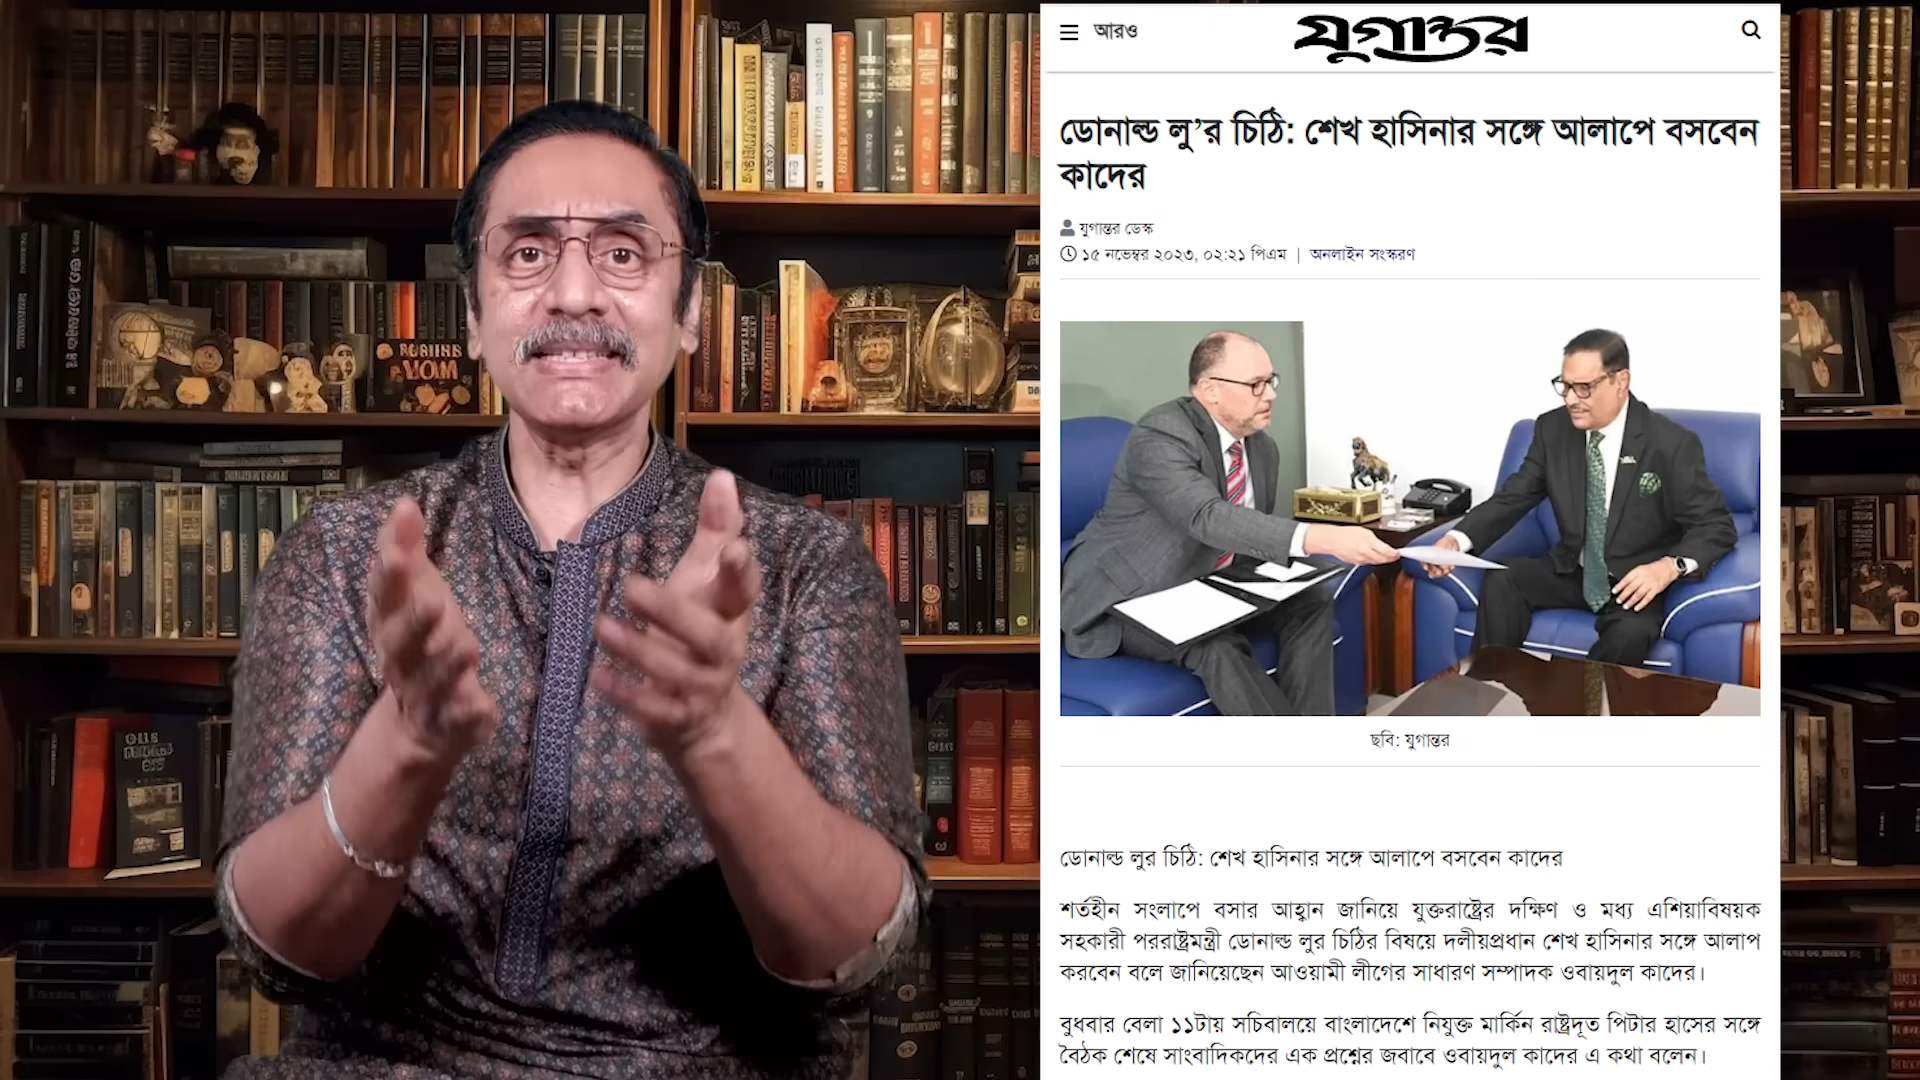 আরও
যুগান্তর
ডোনাল্ড লু’র চিঠি: শেখ হাসিনার সঙ্গে আলাপে বসবেন
কাদের
যুগান্তর ডেস্ক
১৫ নভেম্বর ২০২৩, ০২:২১ পিএম | অনলাইন সংস্করণ
ছবি: যুগান্তর
ডোনাল্ড লুর চিঠি: শেখ হাসিনার সঙ্গে আলাপে বসবেন কাদের
শর্তহীন সংলাপে বসার আহ্বান জানিয়ে যুক্তরাষ্ট্রের দক্ষিণ ও মধ্য এশিয়াবিষয়ক
সহকারী পররাষ্ট্রমন্ত্রী ডোনাল্ড লুর চিঠির বিষয়ে দলীয়প্রধান শেখ হাসিনার সঙ্গে আলাপ
করবেন বলে জানিয়েছেন আওয়ামী লীগের সাধারণ সম্পাদক ওবায়দুল কাদের।
বুধবার বেলা ১১টায় সচিবালয়ে বাংলাদেশে নিযুক্ত মার্কিন রাষ্ট্রদূত পিটার হাসের সঙ্গে
বৈঠক শেষে সাংবাদিকদের এক প্রশ্নের জবাবে ওবায়দুল কাদের এ কথা বলেন।